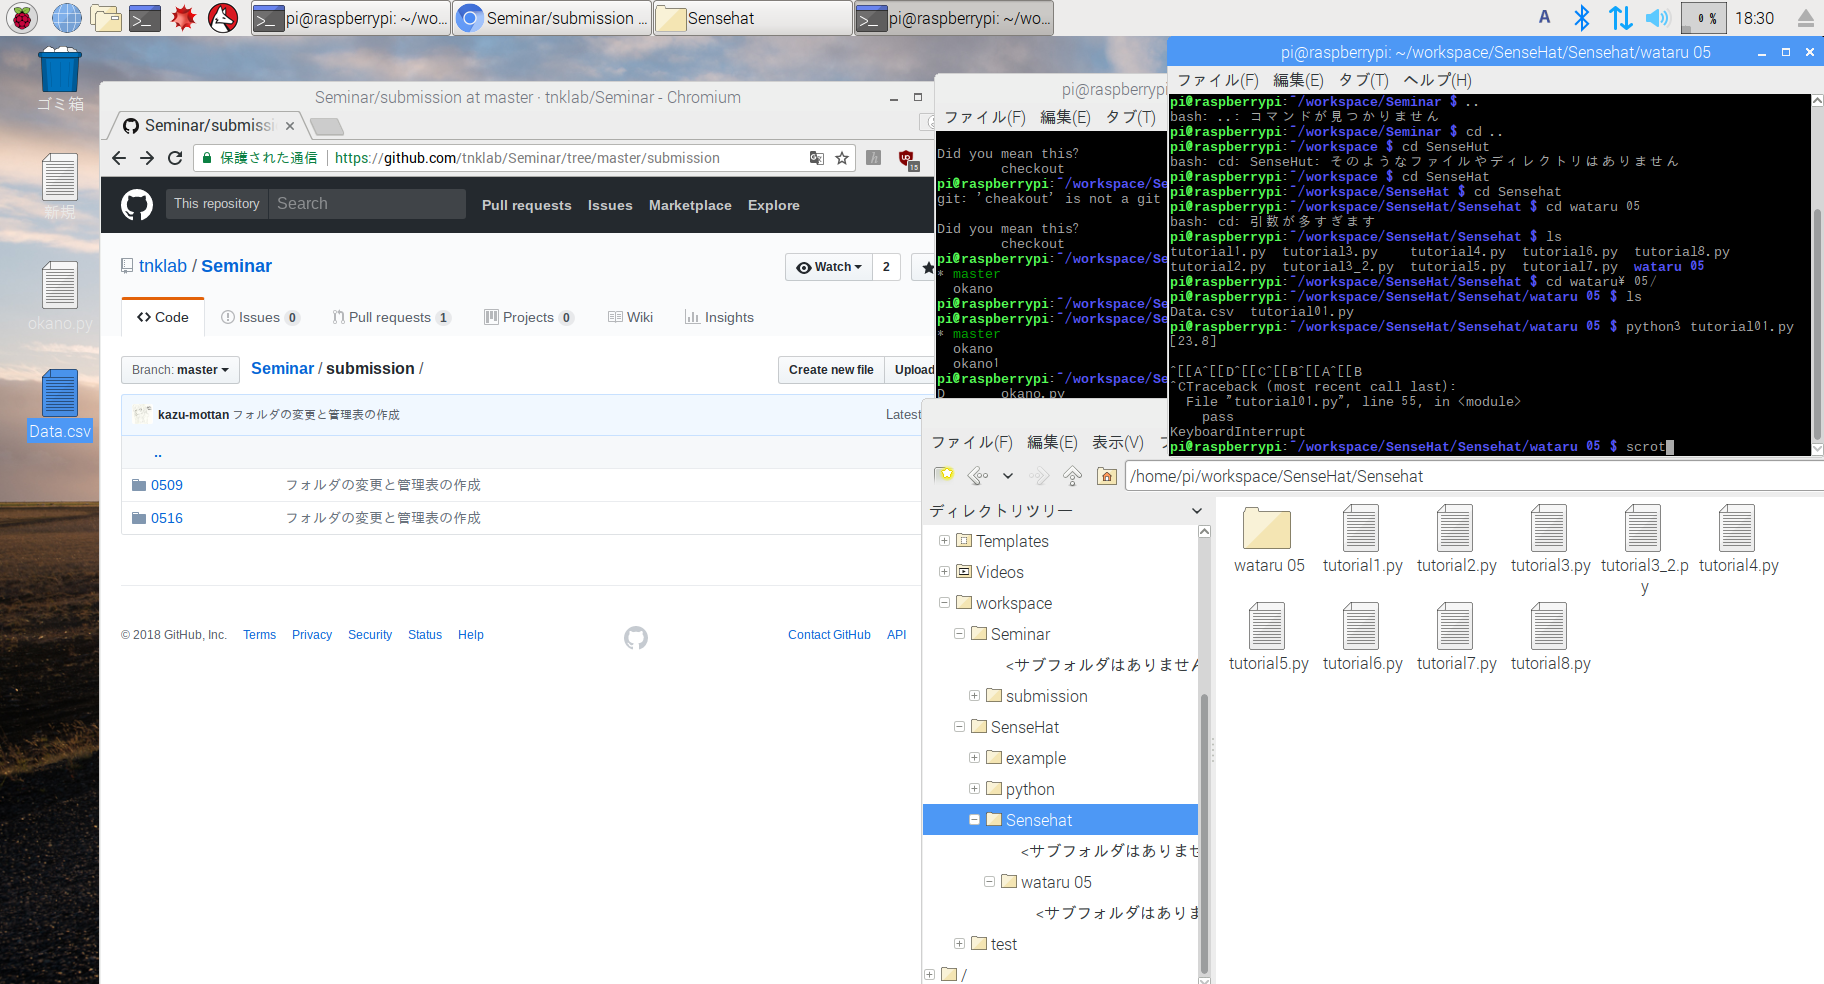 pi@raspberrypi: ~/wo...
Seminar/submission ...
Sensehat
pi@raspberrypi: ~/wo...
A
0 %
18:30
ゴミ箱
新規
okano.py
Data.csv
Seminar/submission at master · tnklab/Seminar - Chromium
Seminar/submissi
保護された通信
https://github.com/tnklab/Seminar/tree/master/submission
15
This repository
Search
Pull requests
Issues
Marketplace
Explore
tnklab / Seminar
Watch
2
Code
Issues 0
Pull requests 1
Projects 0
Wiki
Insights
Branch: master
Seminar / submission /
Create new file
Upload
kazu-mottan フォルダの変更と管理表の作成
Latest
..
0509
フォルダの変更と管理表の作成
0516
フォルダの変更と管理表の作成
© 2018 GitHub, Inc.
Terms
Privacy
Security
Status
Help
Contact GitHub
API
pi@raspberrypi
ファイル(F) 編集(E) タブ(T)
Did you mean this?
checkout
pi@raspberrypi:~/workspace/Se
git: 'cheakout' is not a git
Did you mean this?
checkout
pi@raspberrypi:~/workspace/Se
* master
okano
pi@raspberrypi:~/workspace/Se
pi@raspberrypi:~/workspace/Se
* master
okano
okano1
pi@raspberrypi:~/workspace/Se
D okano.py
pi@raspberrypi: ~/workspace/SenseHat/Sensehat/wataru 05
ファイル(F) 編集(E) タブ(T) ヘルプ(H)
pi@raspberrypi:~/workspace/Seminar $ ..
bash: ..: コマンドが見つかりません
pi@raspberrypi:~/workspace/Seminar $ cd ..
pi@raspberrypi:~/workspace $ cd SenseHut
bash: cd: SenseHut: そのようなファイルやディレクトリはありません
pi@raspberrypi:~/workspace $ cd SenseHat
pi@raspberrypi:~/workspace/SenseHat $ cd Sensehat
pi@raspberrypi:~/workspace/SenseHat/Sensehat $ cd wataru 05
bash: cd: 引数が多すぎます
pi@raspberrypi:~/workspace/SenseHat/Sensehat $ ls
tutorial1.py tutorial3.py tutorial4.py tutorial6.py tutorial8.py
tutorial2.py tutorial3_2.py tutorial5.py tutorial7.py wataru 05
pi@raspberrypi:~/workspace/SenseHat/Sensehat $ cd wataru¥ 05/
pi@raspberrypi:~/workspace/SenseHat/Sensehat/wataru 05 $ ls
Data.csv tutorial01.py
pi@raspberrypi:~/workspace/SenseHat/Sensehat/wataru 05 $ python3 tutorial01.py
[23.8]
^[[A^[[D^[[C^[[B^[[A^[[B
^CTraceback (most recent call last):
File "tutorial01.py", line 55, in <module>
pass
KeyboardInterrupt
pi@raspberrypi:~/workspace/SenseHat/Sensehat/wataru 05 $ scrot
ファイル(F) 編集(E) 表示(V)
/home/pi/workspace/SenseHat/Sensehat
ディレクトリツリー
Templates
Videos
workspace
Seminar
<サブフォルダはありません
submission
SenseHat
example
python
Sensehat
<サブフォルダはありませ
wataru 05
<サブフォルダはありま
test
/
wataru 05
tutorial1.py
tutorial2.py
tutorial3.py
tutorial3_2.p
y
tutorial4.py
tutorial5.py
tutorial6.py
tutorial7.py
tutorial8.py